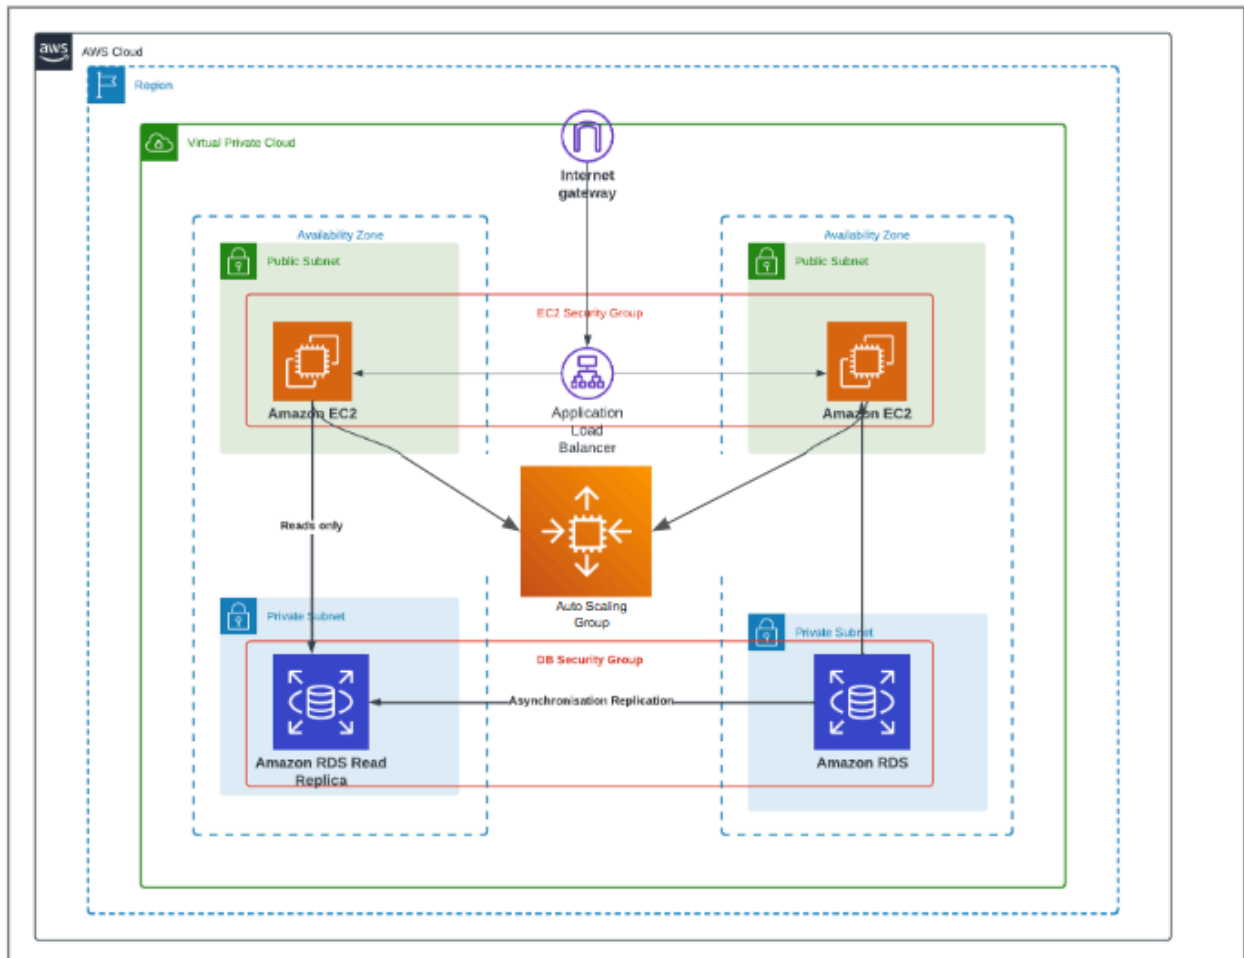 aws
AWS Cloud
Region
Virtual Private Cloud
Internet
gateway
Availability Zone
Availability Zone
Public Subnet
Public Subnet
EC2 Security Group
Amazon EC2
Application
Load
Balancer
Amazon EC2
Reads only
Auto Scaling
Group
Private Subnet
Private Subnet
DB Security Group
Asynchronisation Replication
Amazon RDS Read
Replica
Amazon RDS